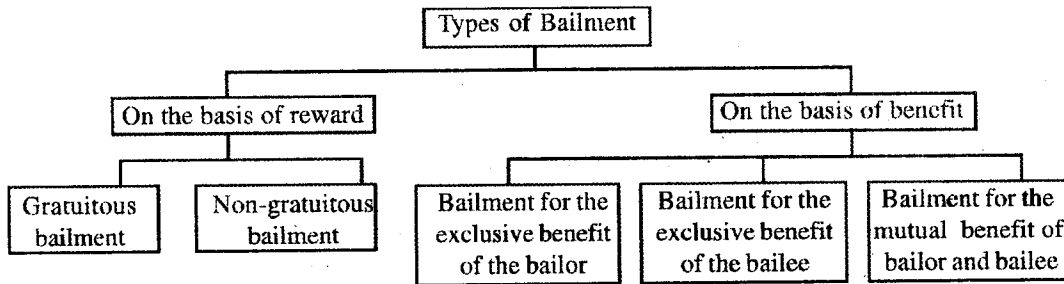 Types of Bailment
On the basis of reward
On the basis of benefit
Gratuitous
bailment
Non-gratuitous
bailment
Bailment for the
exclusive benefit
of the bailor
Bailment for the
exclusive benefit
of the bailee
Bailment for the
mutual benefit of
bailor and bailee